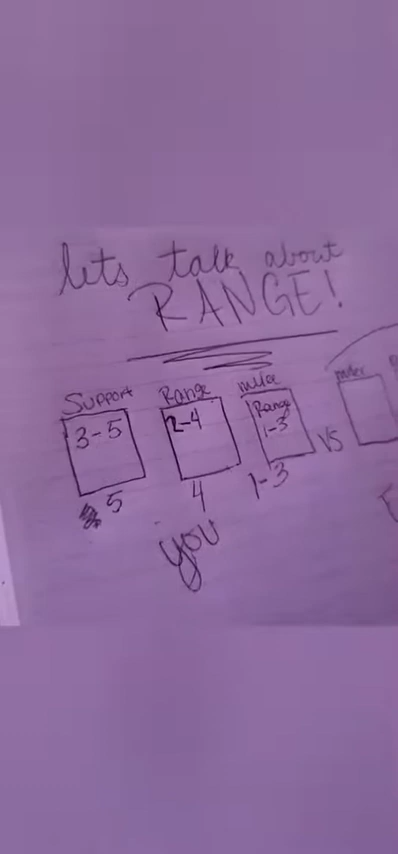 lets talk about
RANGE!
Support Range melee
3-5 2-4 Range
1-3
vs
5 4 1-3
you